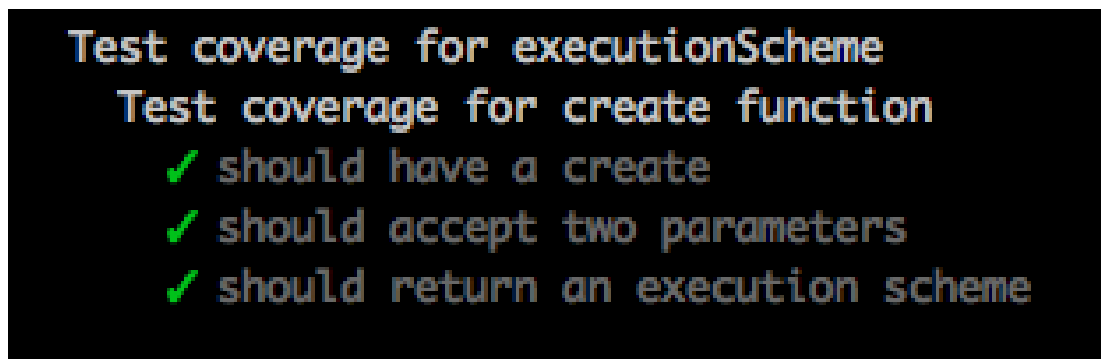 Test coverage for executionScheme
Test coverage for create function
✓ should have a create
✓ should accept two parameters
✓ should return an execution scheme